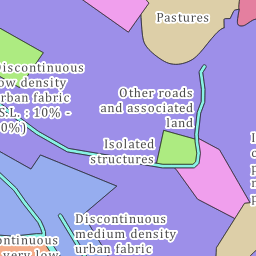 Pastures
Discontinuous
low density
urban fabric
S.L. : 10% -
0%)
Other roads
and associated
land
Isolated
structures
Discontinuous
medium density
urban fabric
ontinuous
very low